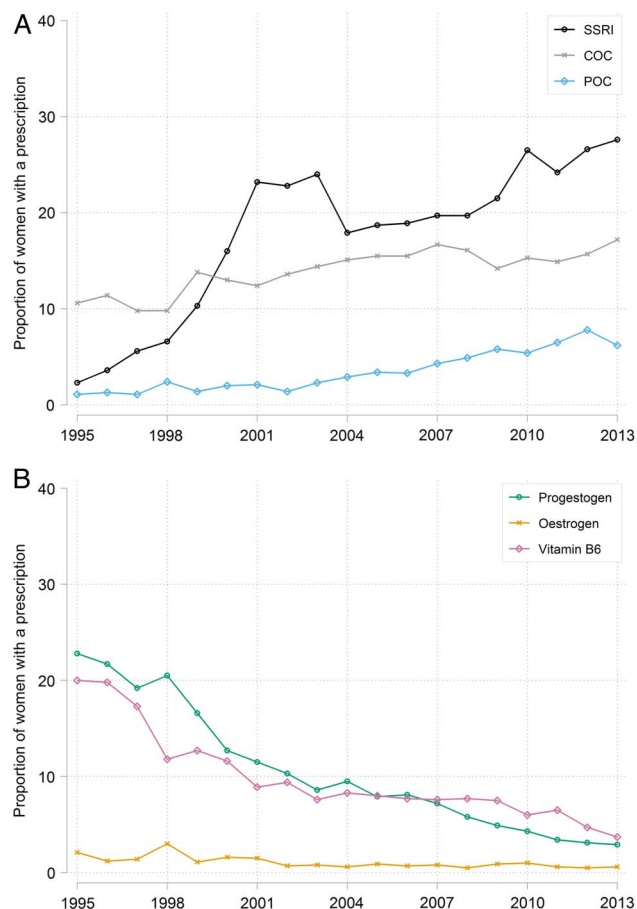 A
SSRI
COC
POC
Proportion of women with a prescription
40
30
20
10
0
1995 1998 2001 2004 2007 2010 2013
B
Progestogen
Oestrogen
Vitamin B6
Proportion of women with a prescription
40
30
20
10
0
1995 1998 2001 2004 2007 2010 2013